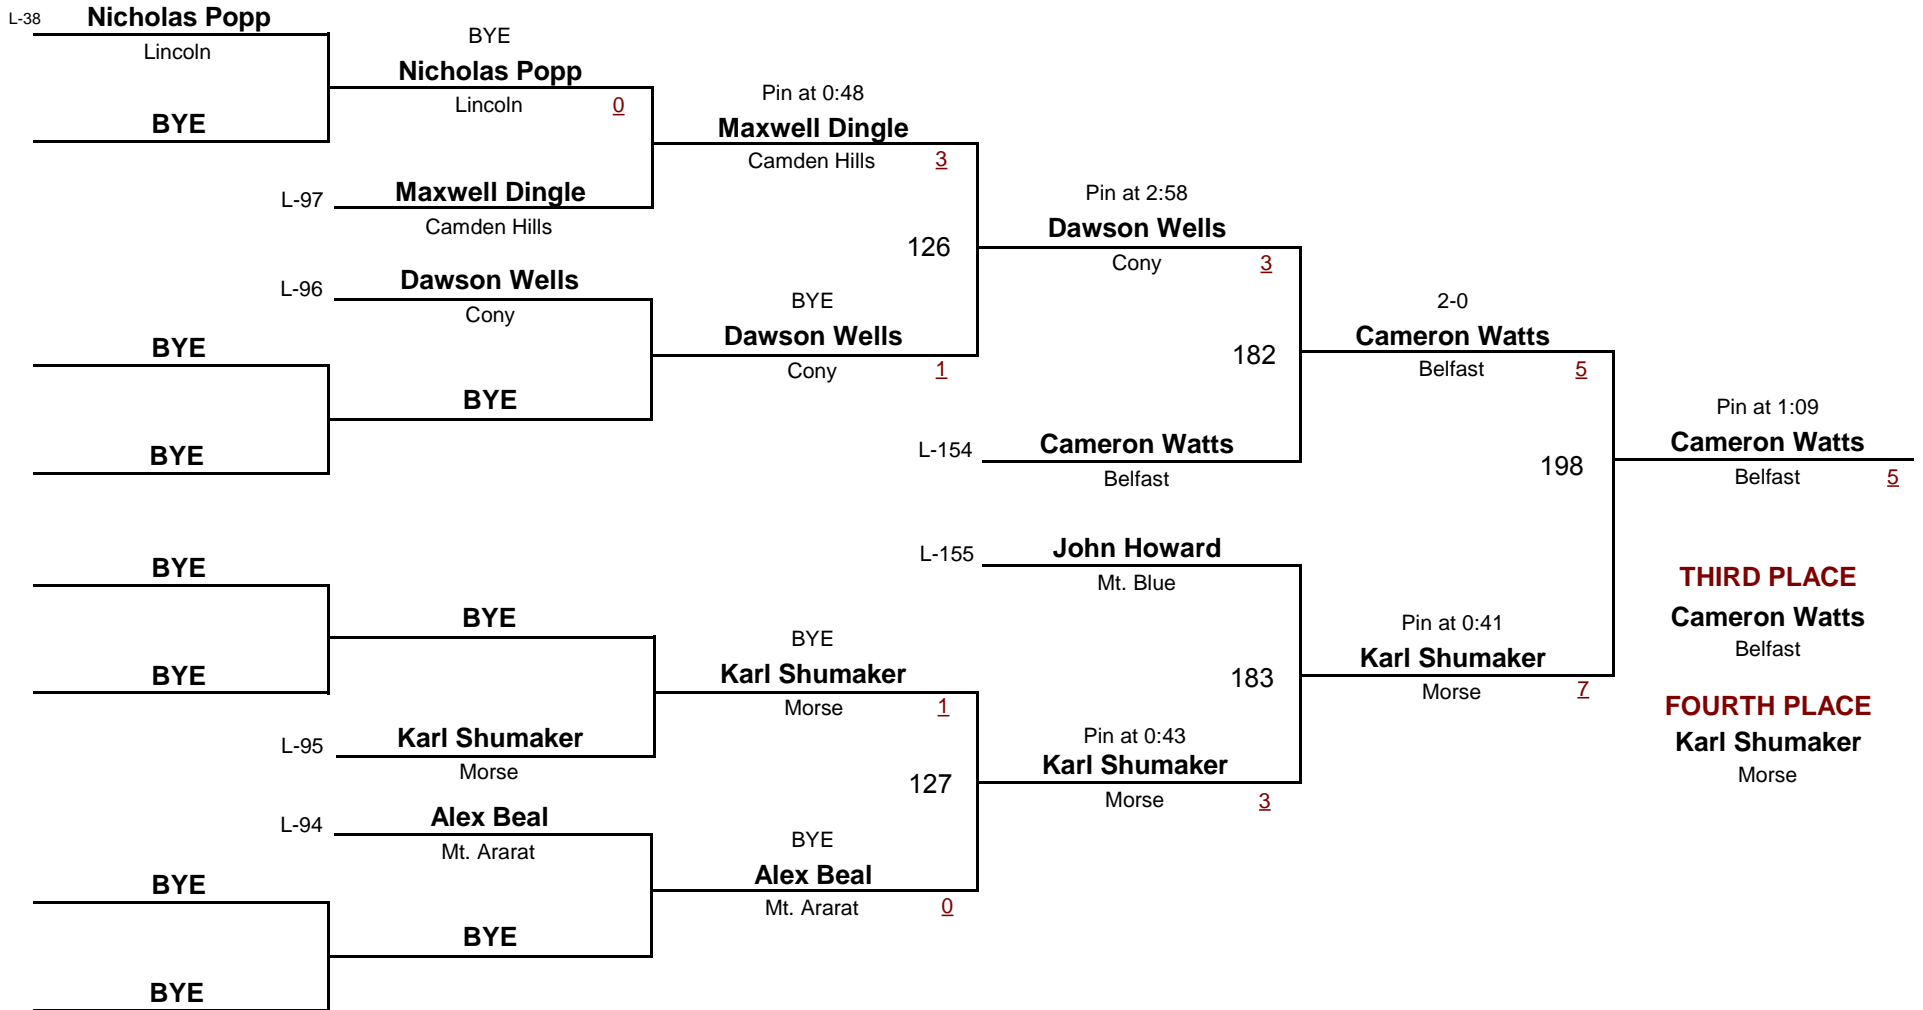 L-38 Nicholas Popp
Lincoln
BYE
BYE
Nicholas Popp
Lincoln 0
L-97 Maxwell Dingle
Camden Hills
Pin at 0:48
Maxwell Dingle
Camden Hills 3
126
L-96 Dawson Wells
Cony
BYE
BYE
BYE
BYE
Dawson Wells
Cony 1
Pin at 2:58
Dawson Wells
Cony 3
182
L-154 Cameron Watts
Belfast
2-0
Cameron Watts
Belfast 5
198
Pin at 1:09
Cameron Watts
Belfast 5
BYE
BYE
BYE
L-95 Karl Shumaker
Morse
BYE
Karl Shumaker
Morse 1
127
L-94 Alex Beal
Mt. Ararat
BYE
BYE
BYE
BYE
Alex Beal
Mt. Ararat 0
L-155 John Howard
Mt. Blue
183
Pin at 0:43
Karl Shumaker
Morse 3
Pin at 0:41
Karl Shumaker
Morse 7
THIRD PLACE
Cameron Watts
Belfast
FOURTH PLACE
Karl Shumaker
Morse